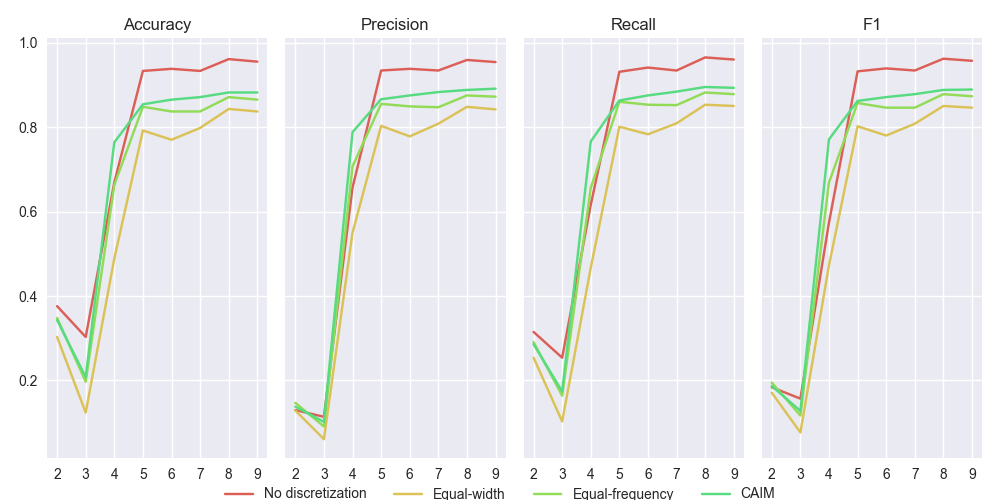 Accuracy Precision Recall F1
1.0
0.8
0.6
0.4
0.2
2 3 4 5 6 7 8 9 2 3 4 5 6 7 8 9 2 3 4 5 6 7 8 9 2 3 4 5 6 7 8 9
No discretization Equal-width Equal-frequency CAIM